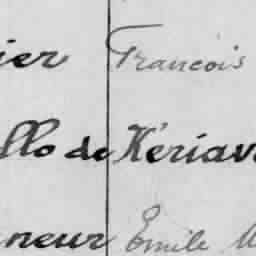 ier François
llo de Kériav
neur Emile